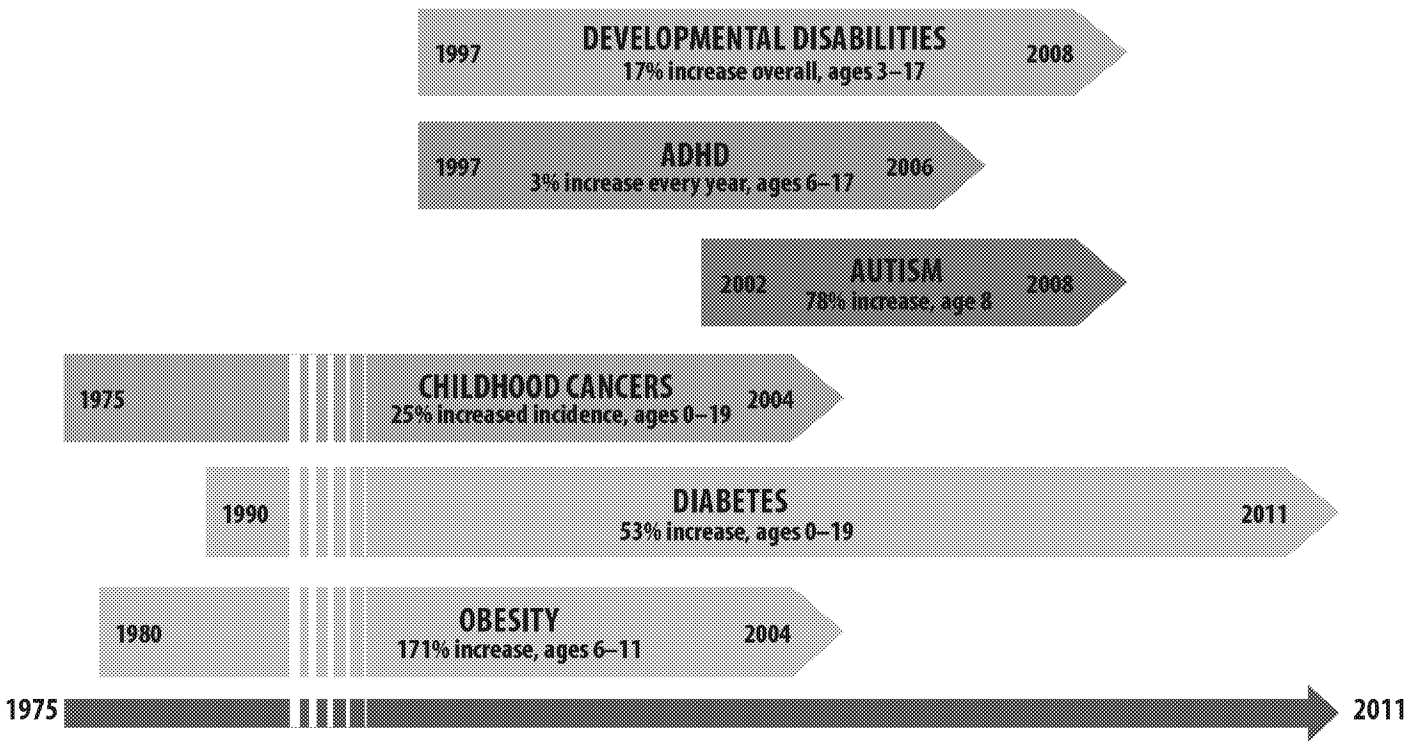 1997 DEVELOPMENTAL DISABILITIES 2008
17% increase overall, ages 3–17
1997 ADHD 2006
3% increase every year, ages 6–17
2002 AUTISM 2008
78% increase, age 8
1975 CHILDHOOD CANCERS 2004
25% increased incidence, ages 0–19
1990 DIABETES 2011
53% increase, ages 0–19
1980 OBESITY 2004
171% increase, ages 6–11
1975 2011